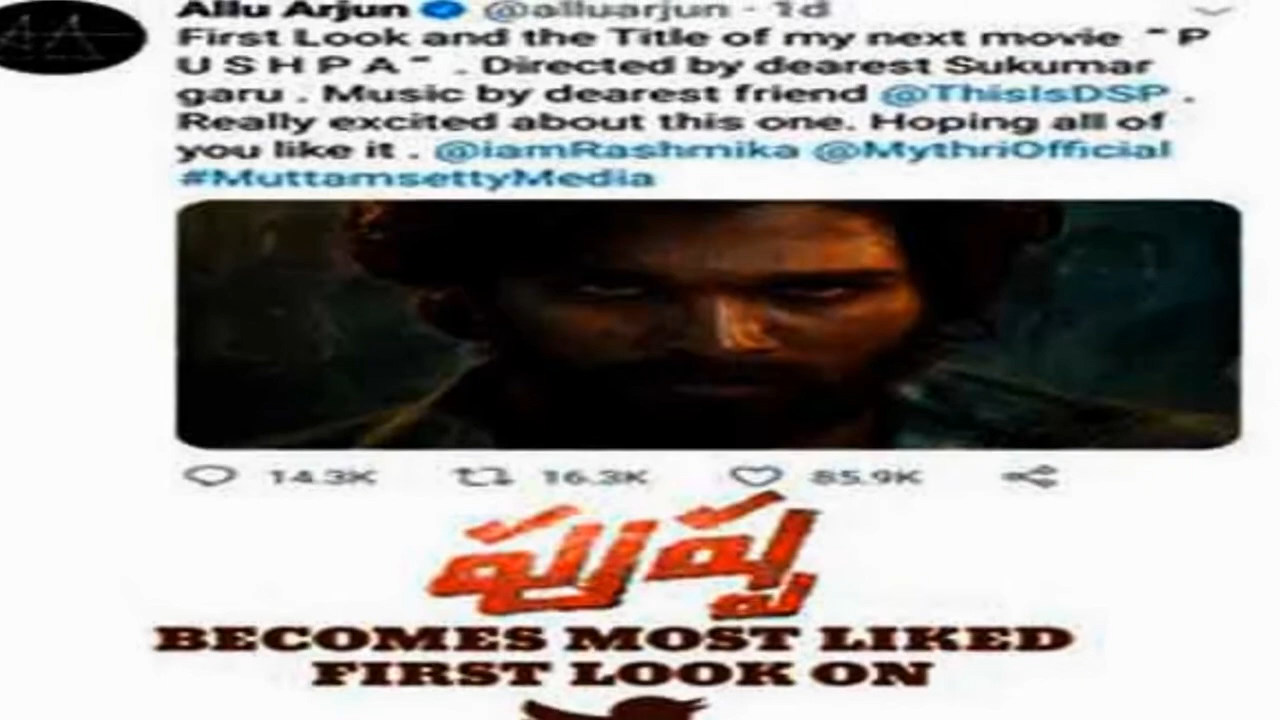 Allu Arjun @alluarjun · 1d
First Look and the Title of my next movie " P
U S H P A " . Directed by dearest Sukumar
garu . Music by dearest friend @ThisIsDSP .
Really excited about this one. Hoping all of
you like it . @iamRashmika @MythriOfficial
#MuttamsettyMedia
14.3K 16.3K 85.9K
పుష్ప
BECOMES MOST LIKED
FIRST LOOK ON